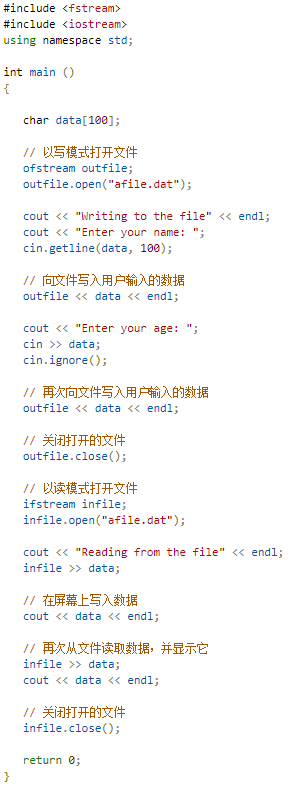 #include <fstream>
#include <iostream>
using namespace std;

int main ()
{

   char data[100];

   // 以写模式打开文件
   ofstream outfile;
   outfile.open("afile.dat");

   cout << "Writing to the file" << endl;
   cout << "Enter your name: ";
   cin.getline(data, 100);

   // 向文件写入用户输入的数据
   outfile << data << endl;

   cout << "Enter your age: ";
   cin >> data;
   cin.ignore();

   // 再次向文件写入用户输入的数据
   outfile << data << endl;

   // 关闭打开的文件
   outfile.close();

   // 以读模式打开文件
   ifstream infile;
   infile.open("afile.dat");

   cout << "Reading from the file" << endl;
   infile >> data;

   // 在屏幕上写入数据
   cout << data << endl;

   // 再次从文件读取数据，并显示它
   infile >> data;
   cout << data << endl;

   // 关闭打开的文件
   infile.close();

   return 0;
}